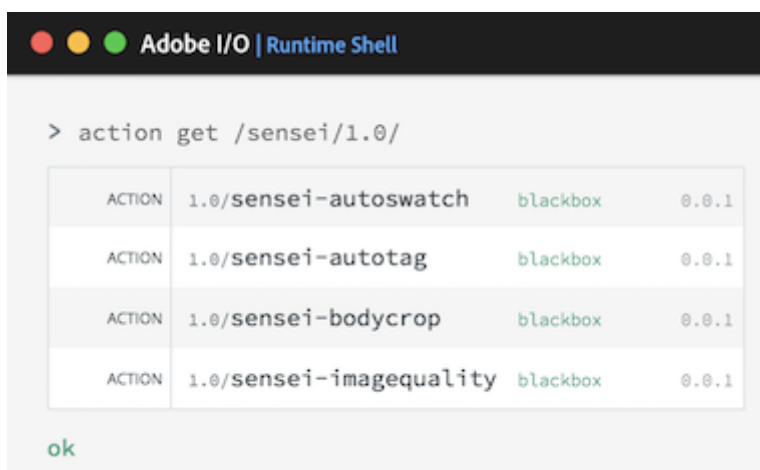 Adobe I/O | Runtime Shell
> action get /sensei/1.0/
ACTION 1.0/sensei-autoswatch blackbox 0.0.1
ACTION 1.0/sensei-autotag blackbox 0.0.1
ACTION 1.0/sensei-bodycrop blackbox 0.0.1
ACTION 1.0/sensei-imagequality blackbox 0.0.1
ok